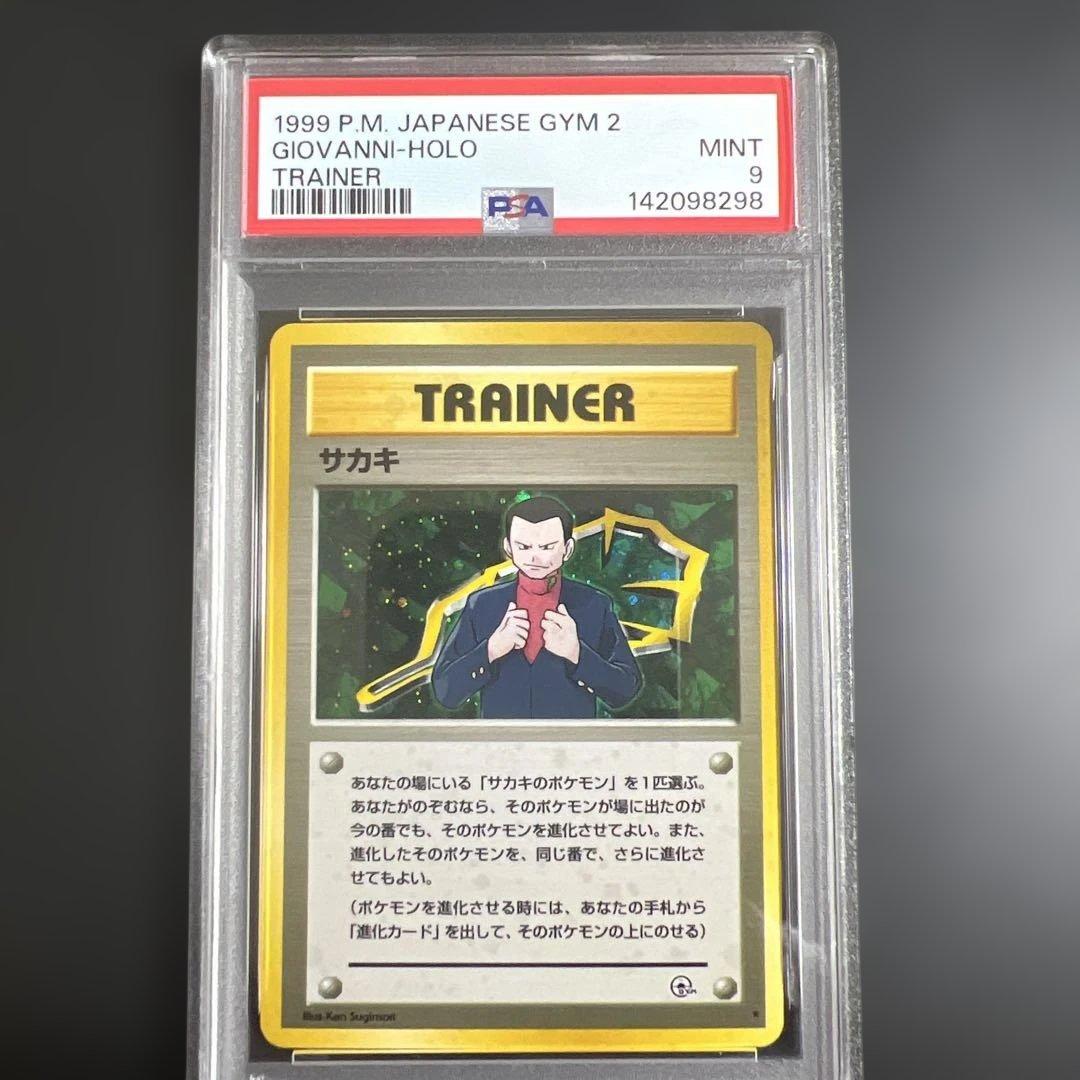 1999 P.M. JAPANESE GYM 2
GIOVANNI-HOLO MINT
TRAINER 9
PSA 142098298
TRAINER
サカキ
あなたの場にいる「サカキのポケモン」を1匹選ぶ。
あなたがのぞむなら、そのポケモンが場に出たのが
今の番でも、そのポケモンを進化させてよい。また、
進化したそのポケモンを、同じ番で、さらに進化さ
せてもよい。
(ポケモンを進化させる時には、あなたの手札から
「進化カード」を出して、そのポケモンの上にのせる)
Illus. Ken Sugimori